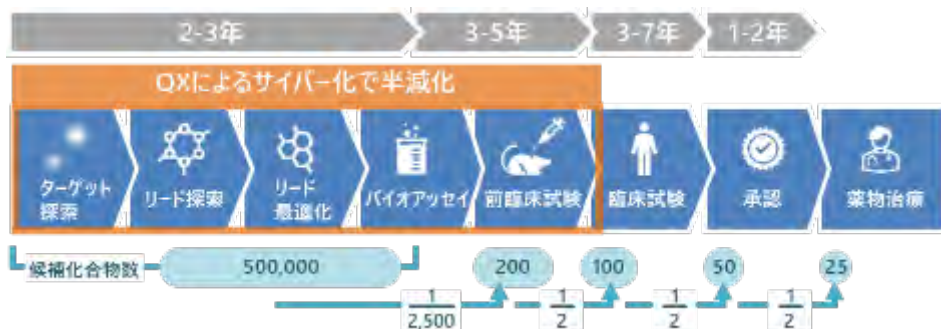 2-3年
3-5年
3-7年
1-2年
QXによるサイバー化で半減化
ターゲット
探索
リード探索
リード
最適化
バイオアッセイ
前臨床試験
臨床試験
承認
薬物治療
候補化合物数
500,000
200
100
50
25
1
2,500
1
2
1
2
1
2